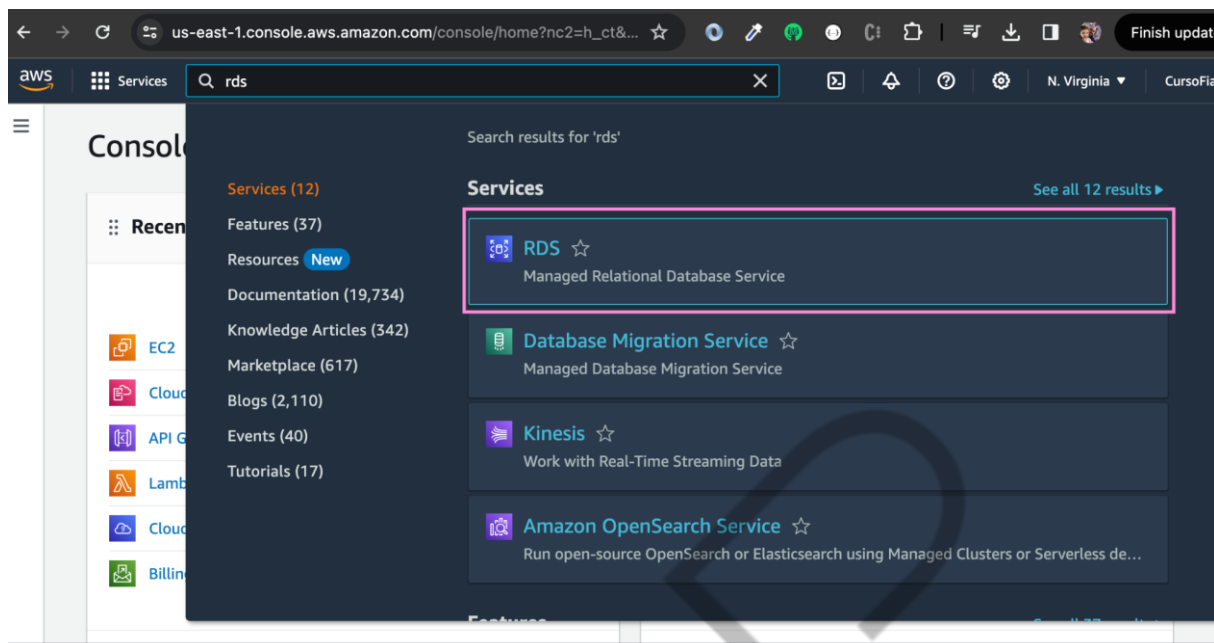 us-east-1.console.aws.amazon.com/console/home?nc2=h_ct&...
Finish updat
aws
Services
rds
N. Virginia
CursoFia
Consol
Search results for 'rds'
Services (12)
Features (37)
Resources New
Documentation (19,734)
Knowledge Articles (342)
Marketplace (617)
Blogs (2,110)
Events (40)
Tutorials (17)
Services
See all 12 results
RDS
Managed Relational Database Service
Database Migration Service
Managed Database Migration Service
Kinesis
Work with Real-Time Streaming Data
Amazon OpenSearch Service
Run open-source OpenSearch or Elasticsearch using Managed Clusters or Serverless de...
Features
Recen
EC2
Cloud
API G
Lamb
Cloud
Billin